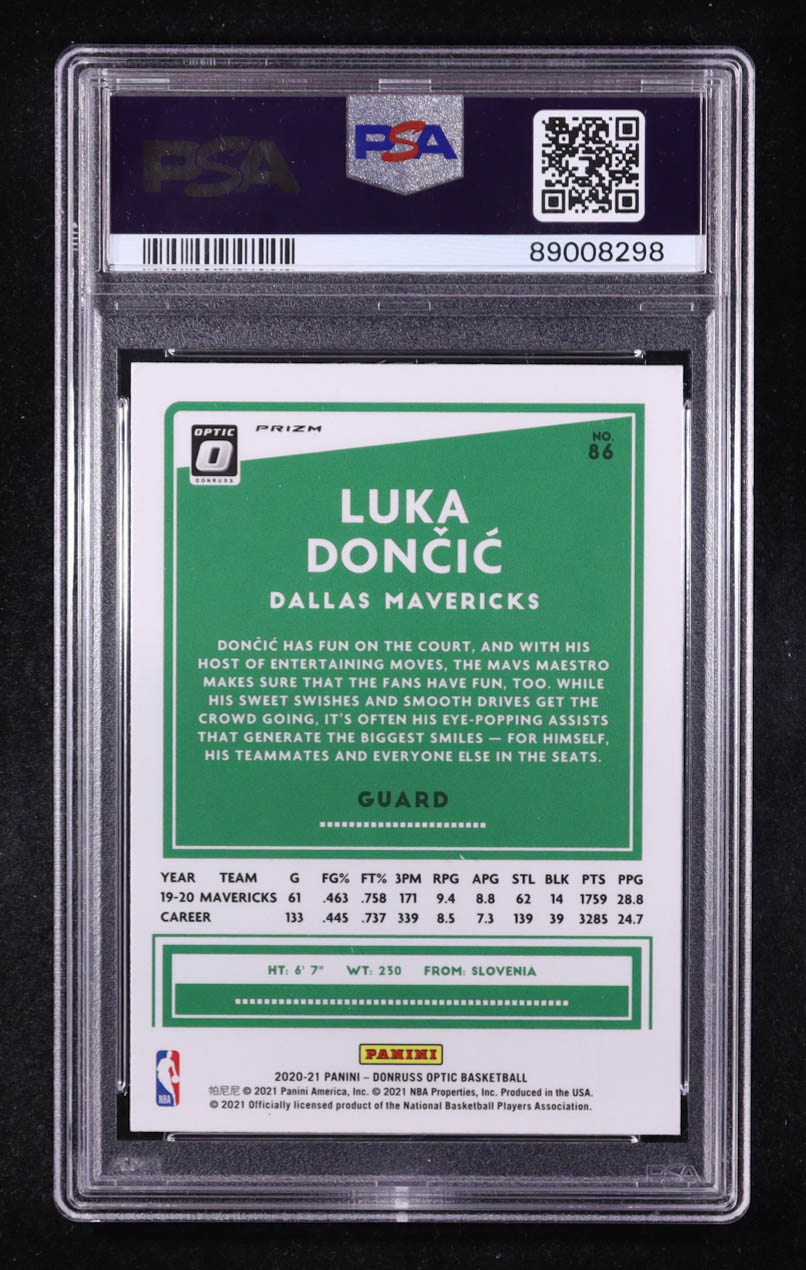 PSA
PSA
89008298
OPTIC
DONRUSS
PRIZM
NO.
86
LUKA
DONČIĆ
DALLAS MAVERICKS
DONČIĆ HAS FUN ON THE COURT, AND WITH HIS
HOST OF ENTERTAINING MOVES, THE MAVS MAESTRO
MAKES SURE THAT THE FANS HAVE FUN, TOO. WHILE
HIS SWEET SWISHES AND SMOOTH DRIVES GET THE
CROWD GOING, IT'S OFTEN HIS EYE-POPPING ASSISTS
THAT GENERATE THE BIGGEST SMILES — FOR HIMSELF,
HIS TEAMMATES AND EVERYONE ELSE IN THE SEATS.
GUARD
YEAR TEAM G FG% FT% 3PM RPG APG STL BLK PTS PPG
19-20 MAVERICKS 61 .463 .758 171 9.4 8.8 62 14 1759 28.8
CAREER 133 .445 .737 339 8.5 7.3 139 39 3285 24.7
HT: 6' 7" WT: 230 FROM: SLOVENIA
PANINI
NBA
2020-21 PANINI – DONRUSS OPTIC BASKETBALL
帕尼尼 © 2021 Panini America, Inc. © 2021 NBA Properties, Inc. Produced in the USA.
© 2021 Officially licensed product of the National Basketball Players Association.
PSA